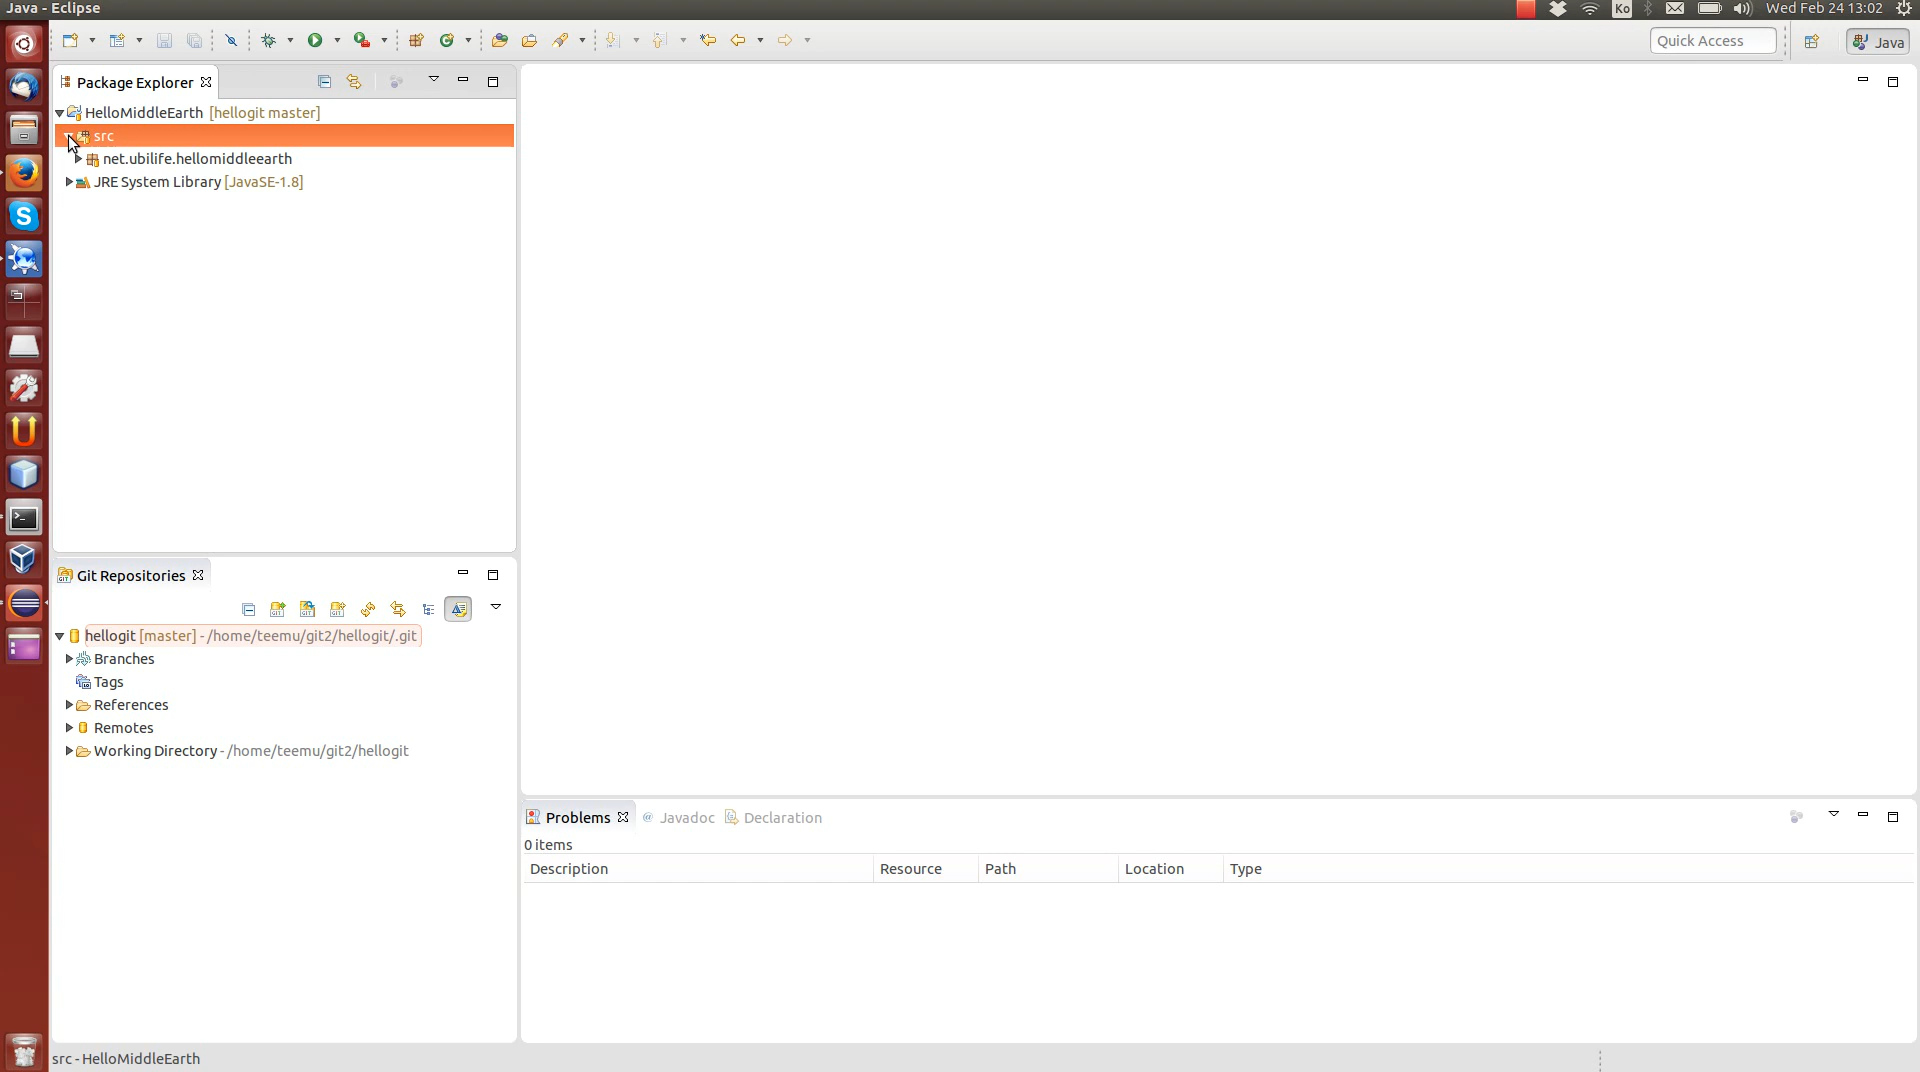 Java - Eclipse
Ko
Wed Feb 24 13:02
Quick Access
Java
Package Explorer
HelloMiddleEarth [hellogit master]
src
net.ubilife.hellomiddleearth
JRE System Library [JavaSE-1.8]
Git Repositories
hellogit [master] - /home/teemu/git2/hellogit/.git
Branches
Tags
References
Remotes
Working Directory - /home/teemu/git2/hellogit
Problems
@ Javadoc
Declaration
0 items
Description Resource Path Location Type
src - HelloMiddleEarth